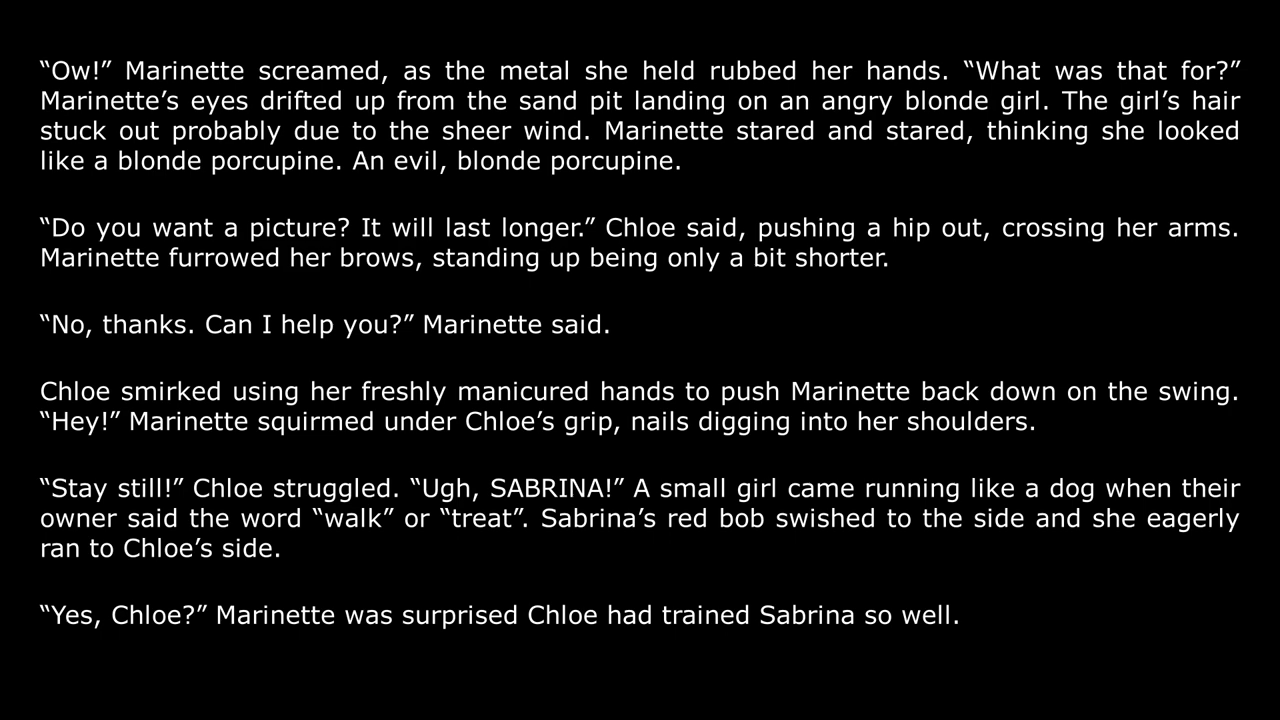 “Ow!” Marinette screamed, as the metal she held rubbed her hands. “What was that for?”
Marinette’s eyes drifted up from the sand pit landing on an angry blonde girl. The girl’s hair
stuck out probably due to the sheer wind. Marinette stared and stared, thinking she looked
like a blonde porcupine. An evil, blonde porcupine.
“Do you want a picture? It will last longer.” Chloe said, pushing a hip out, crossing her arms.
Marinette furrowed her brows, standing up being only a bit shorter.
“No, thanks. Can I help you?” Marinette said.
Chloe smirked using her freshly manicured hands to push Marinette back down on the swing.
“Hey!” Marinette squirmed under Chloe’s grip, nails digging into her shoulders.
“Stay still!” Chloe struggled. “Ugh, SABRINA!” A small girl came running like a dog when their
owner said the word “walk” or “treat”. Sabrina’s red bob swished to the side and she eagerly
ran to Chloe’s side.
“Yes, Chloe?” Marinette was surprised Chloe had trained Sabrina so well.